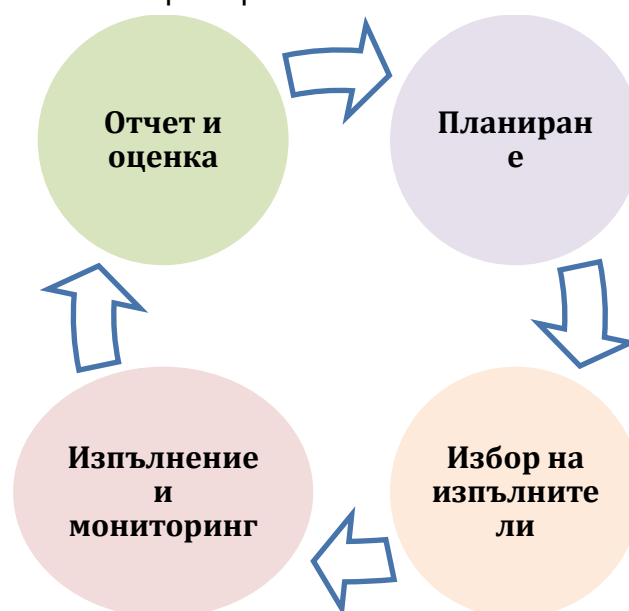 Отчет и
оценка
Планиран
е
Избор на
изпълните
ли
Изпълнение
и
мониторинг